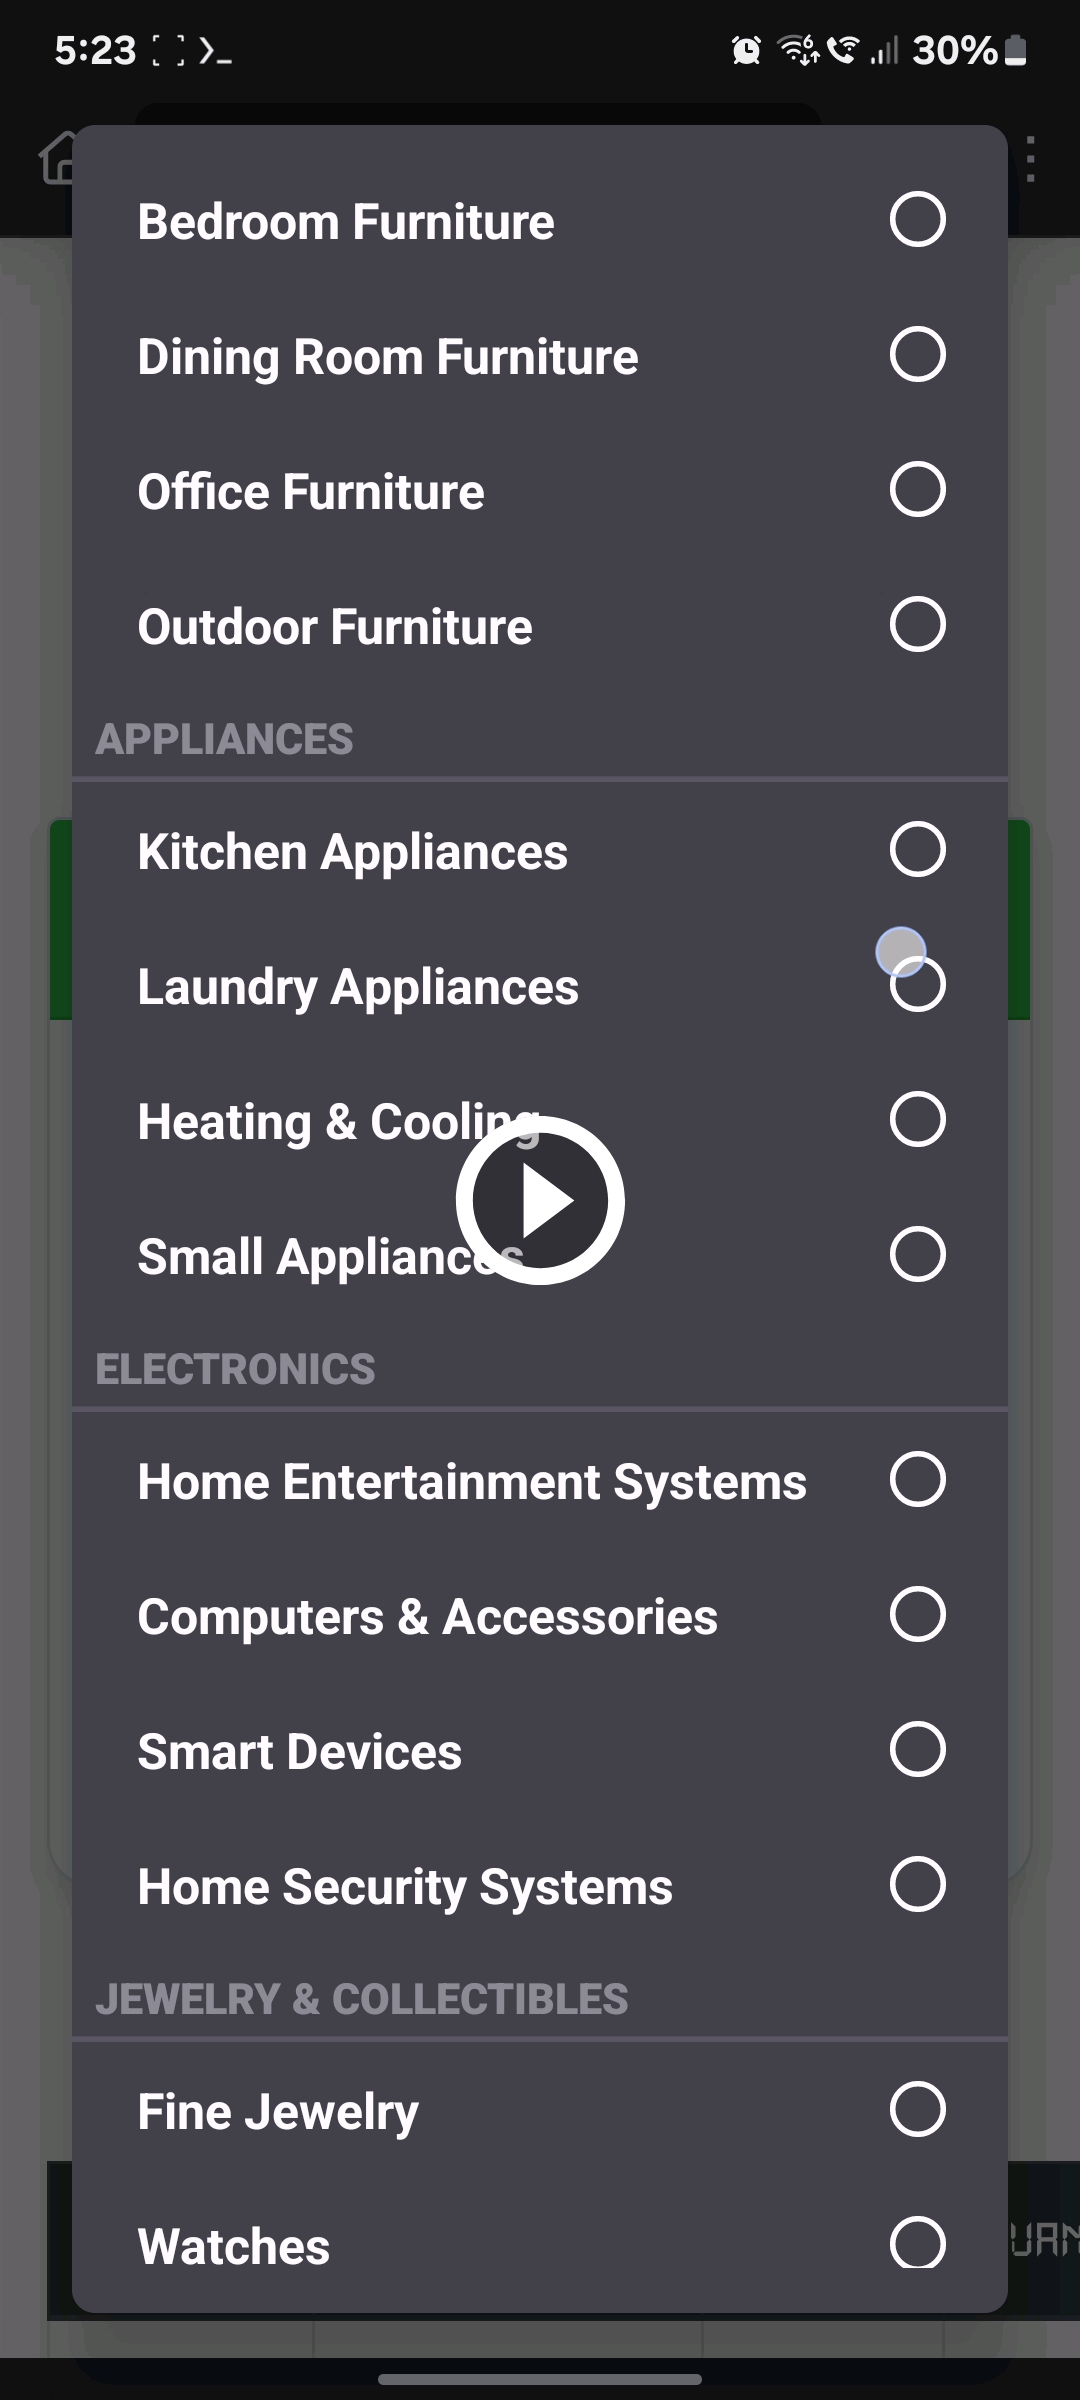 5:23
6
30%
Bedroom Furniture
Dining Room Furniture
Office Furniture
Outdoor Furniture
APPLIANCES
Kitchen Appliances
Laundry Appliances
Heating & Cooling
Small Appliances
ELECTRONICS
Home Entertainment Systems
Computers & Accessories
Smart Devices
Home Security Systems
JEWELRY & COLLECTIBLES
Fine Jewelry
Watches